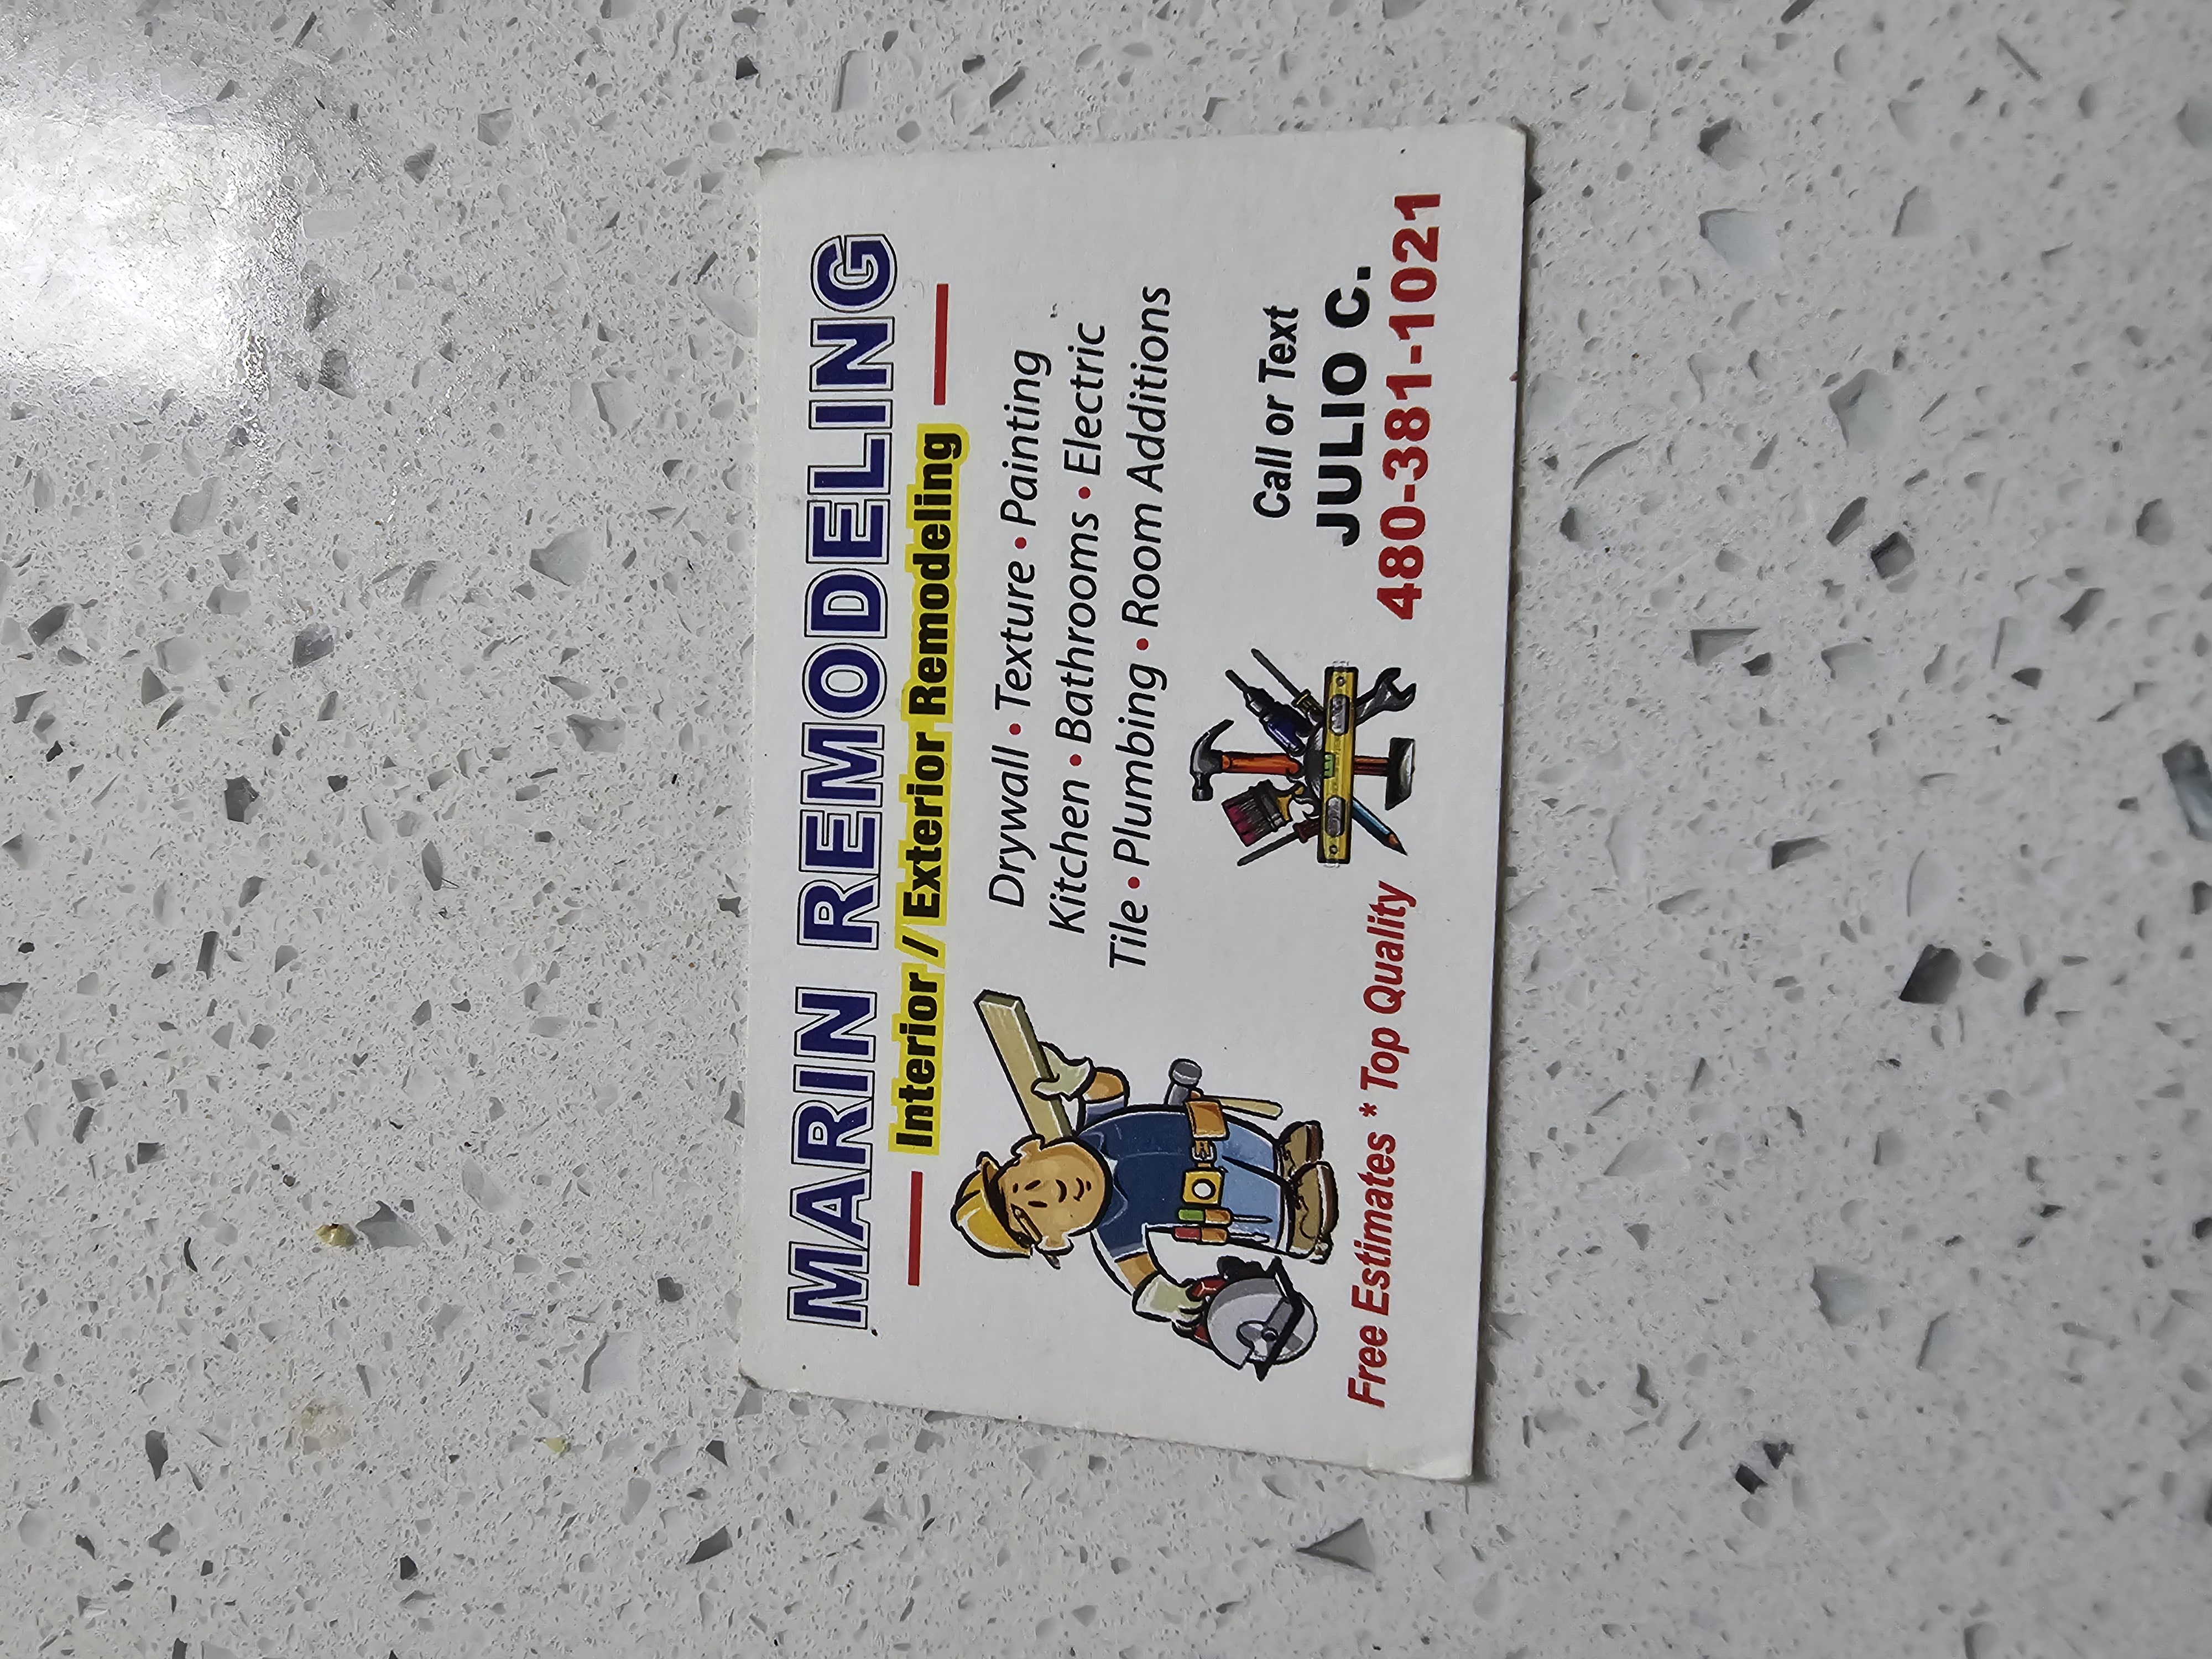 MARIN REMODELING
Interior / Exterior Remodeling
Drywall • Texture • Painting
Kitchen • Bathrooms • Electric
Tile • Plumbing • Room Additions
Call or Text
JULIO C.
480-381-1021
Free Estimates * Top Quality